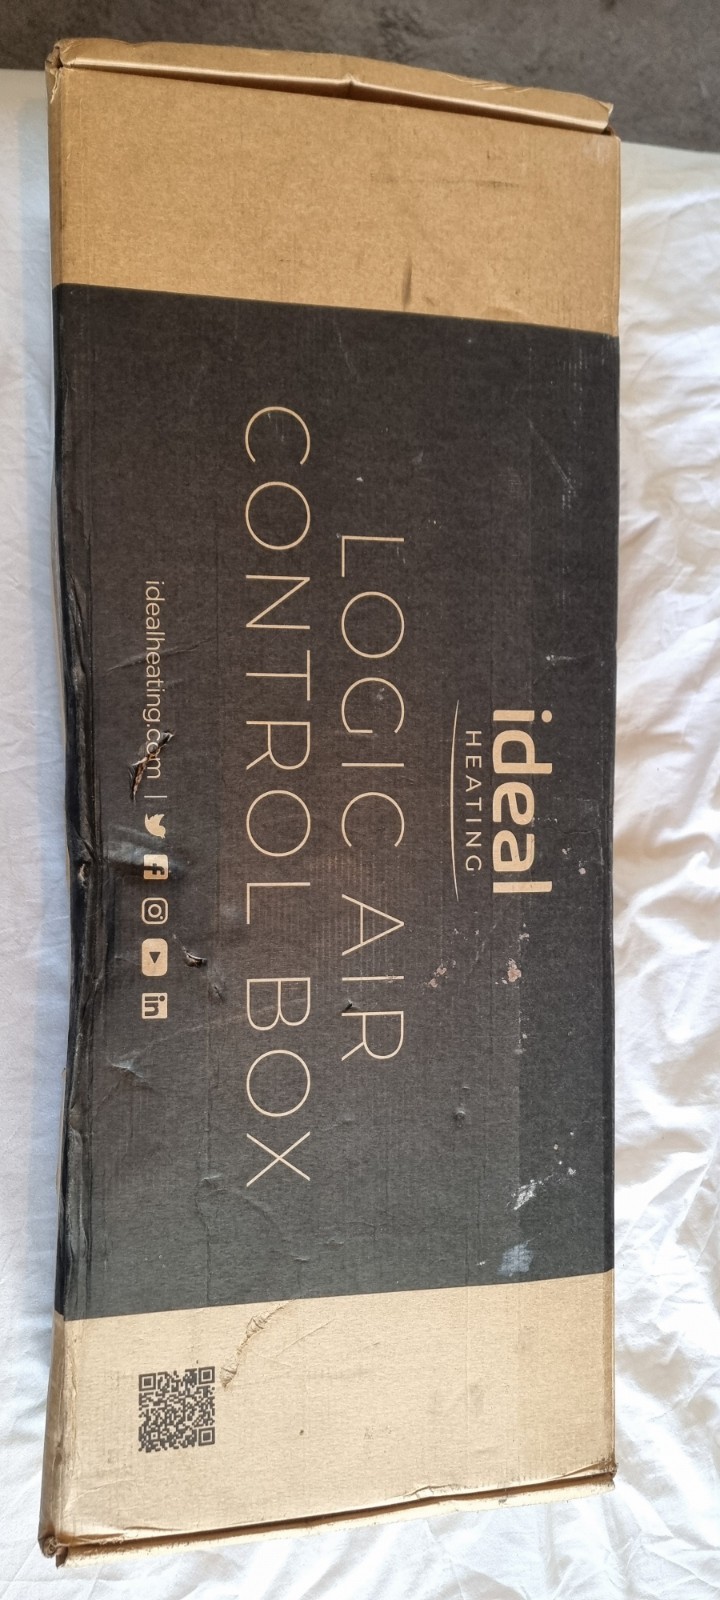 ideal
HEATING
LOGIC AIR
CONTROL BOX
idealheating.com |